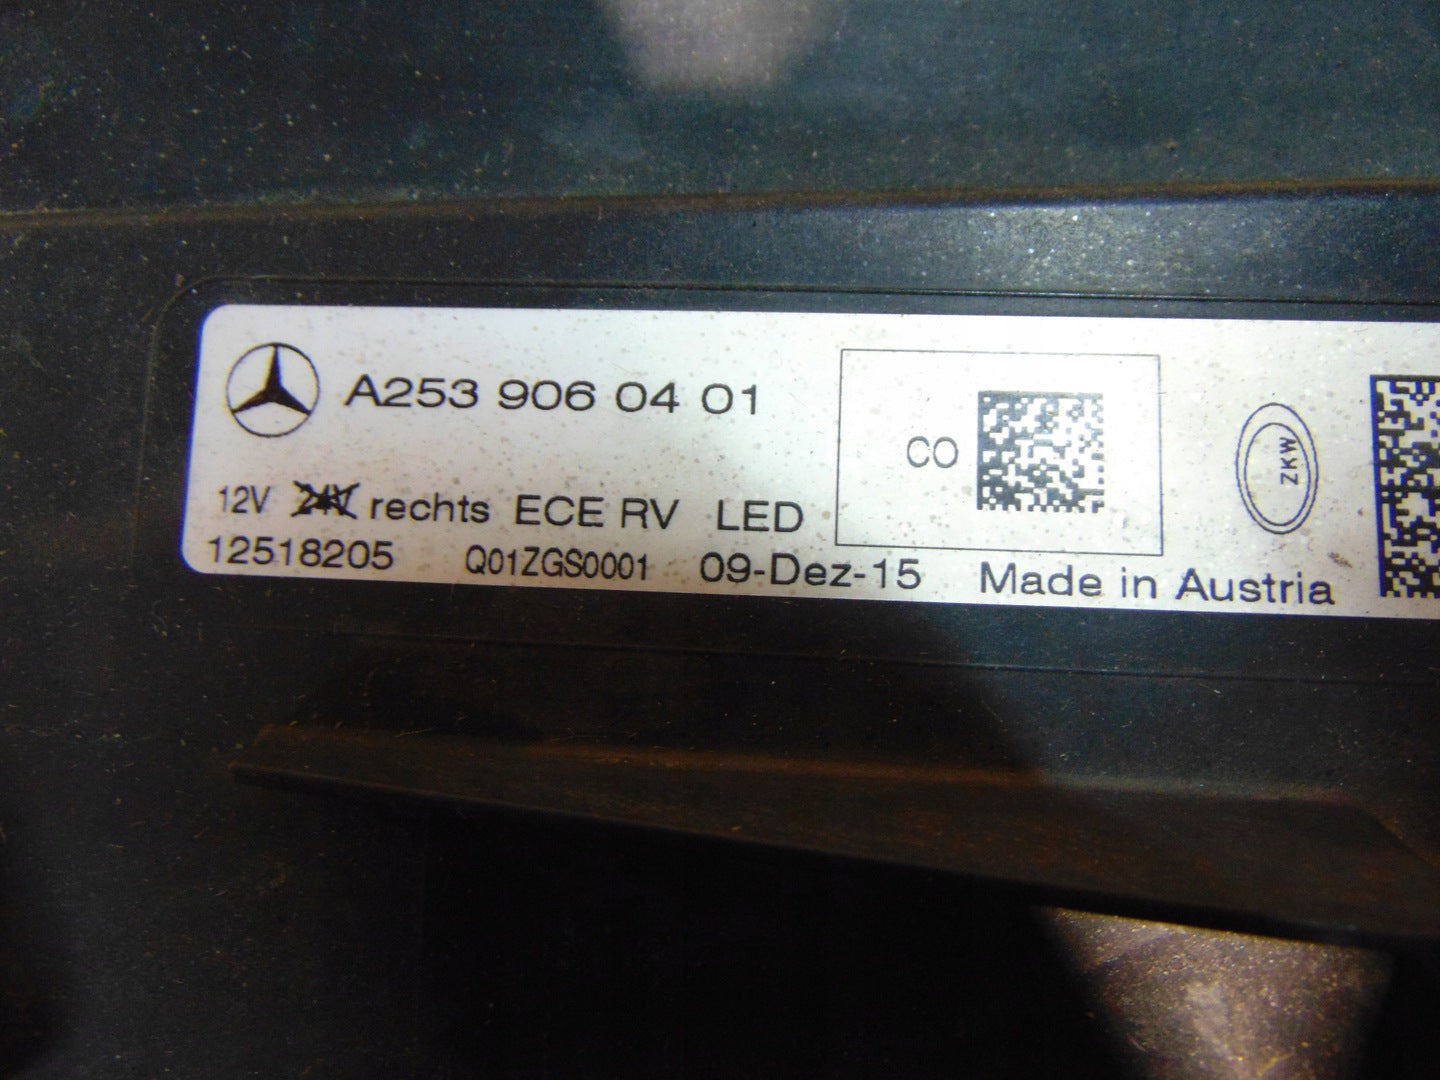 A253 906 04 01
CO
ZKW
12V 24V rechts ECE RV LED
12518205 Q01ZGS0001 09-Dez-15 Made in Austria